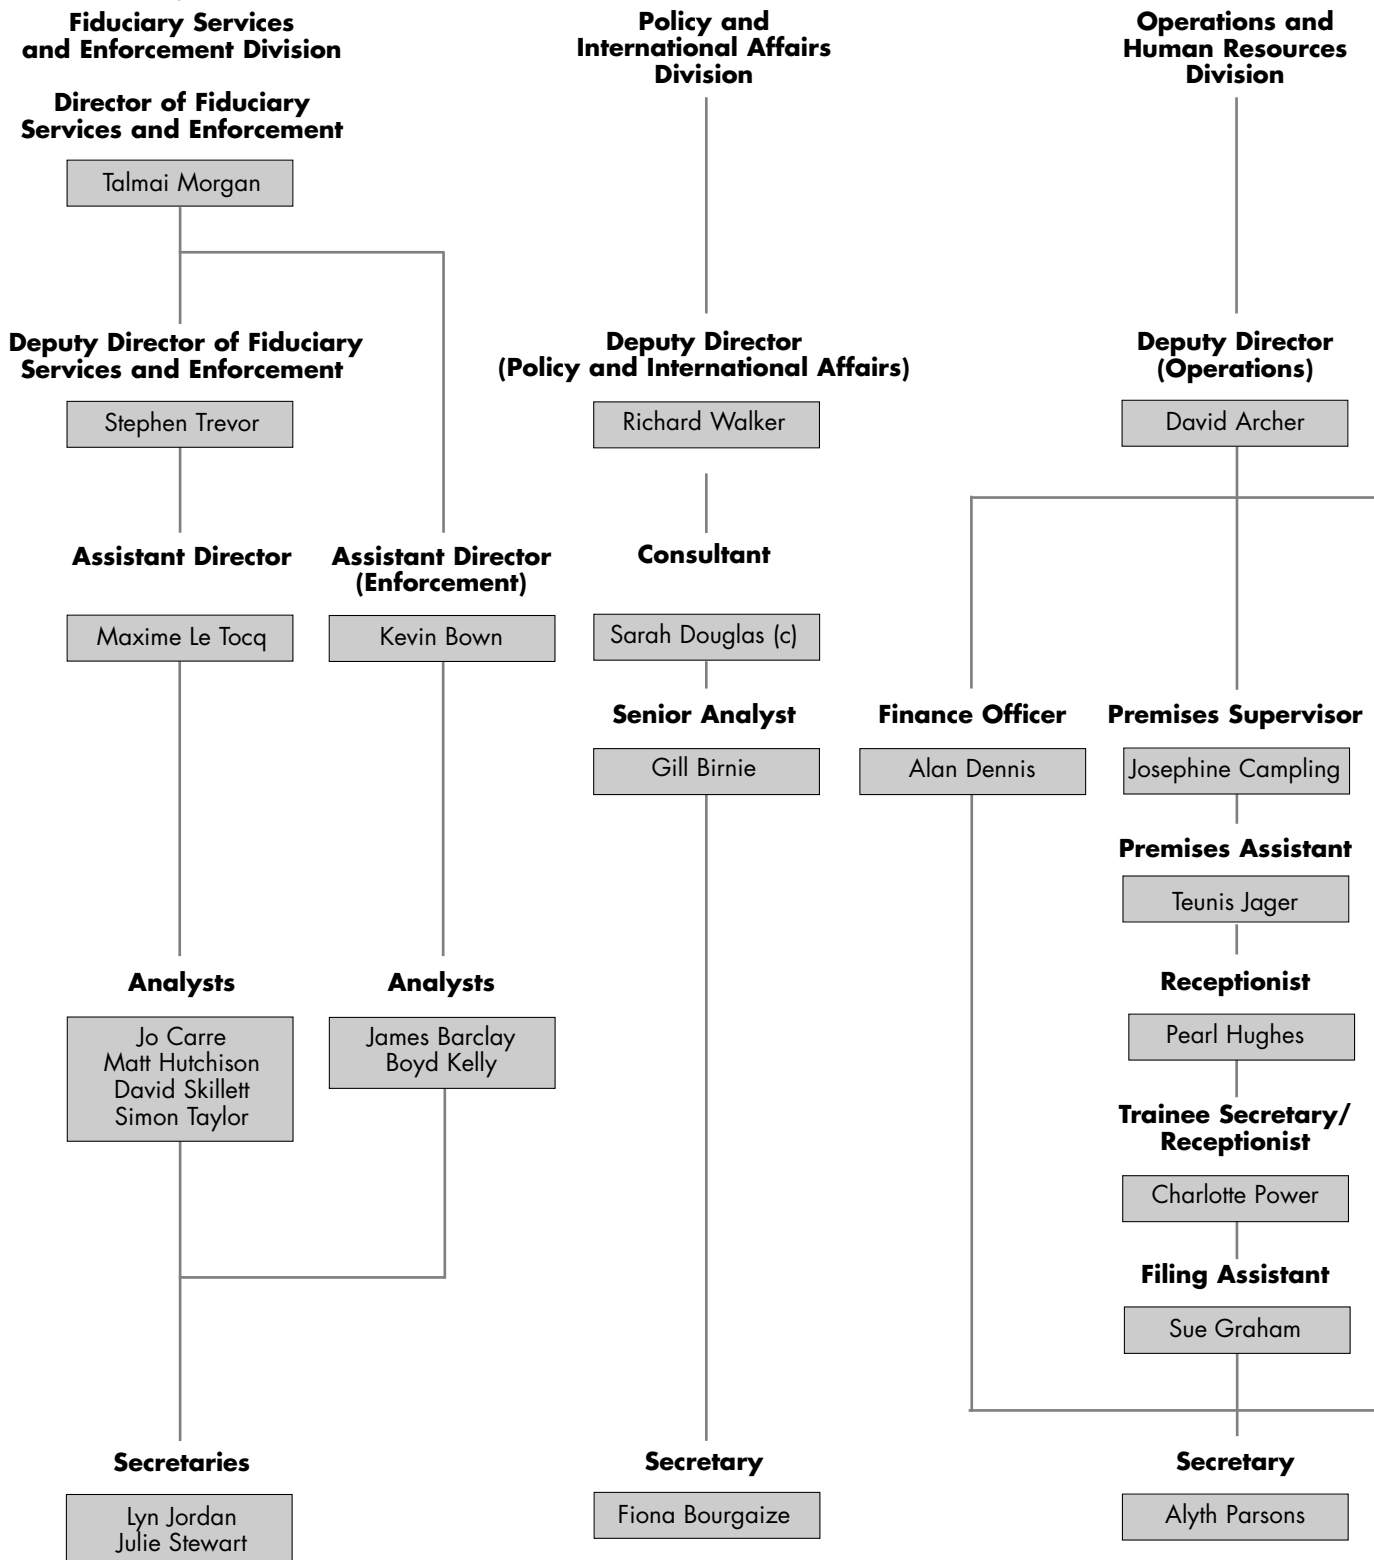 Fiduciary Services
and Enforcement Division
Director of Fiduciary
Services and Enforcement
Talmai Morgan
Deputy Director of Fiduciary
Services and Enforcement
Stephen Trevor
Assistant Director
Maxime Le Tocq
Assistant Director
(Enforcement)
Kevin Bown
Analysts
Jo Carre
Matt Hutchison
David Skillett
Simon Taylor
Analysts
James Barclay
Boyd Kelly
Secretaries
Lyn Jordan
Julie Stewart
Policy and
International Affairs
Division
Deputy Director
(Policy and International Affairs)
Richard Walker
Consultant
Sarah Douglas (c)
Senior Analyst
Gill Birnie
Secretary
Fiona Bourgaize
Operations and
Human Resources
Division
Deputy Director
(Operations)
David Archer
Finance Officer
Alan Dennis
Premises Supervisor
Josephine Campling
Premises Assistant
Teunis Jager
Receptionist
Pearl Hughes
Trainee Secretary/
Receptionist
Charlotte Power
Filing Assistant
Sue Graham
Secretary
Alyth Parsons